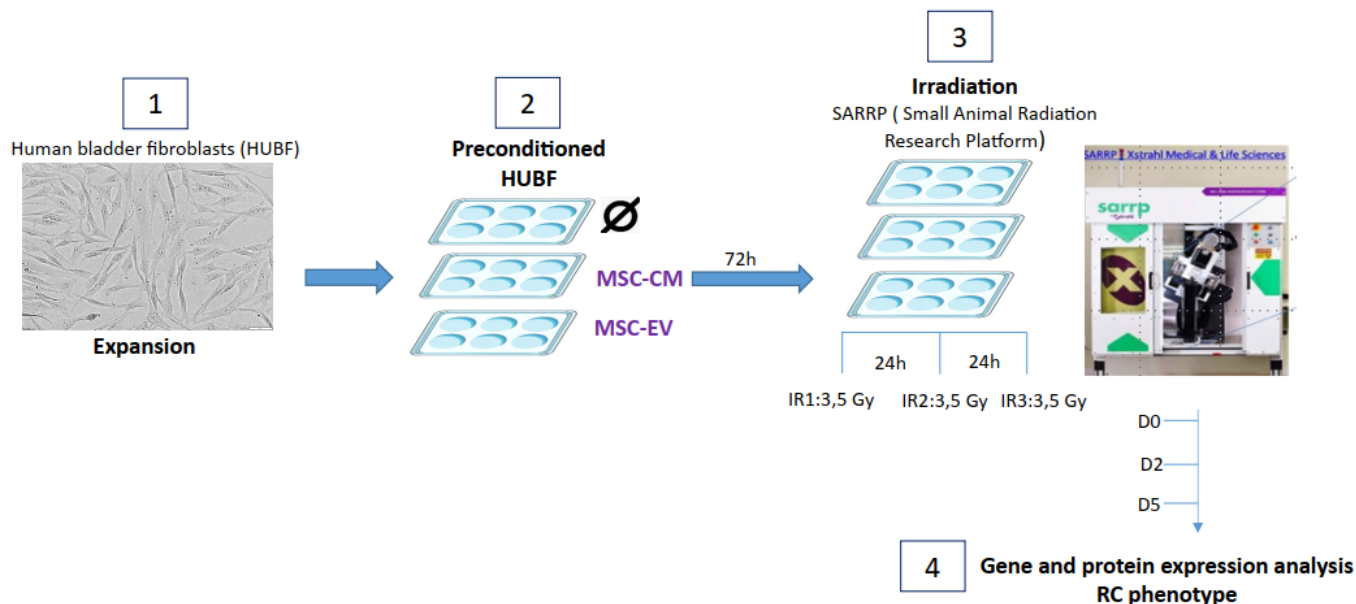 1
Human bladder fibroblasts (HUBF)
Expansion
2
Preconditioned
HUBF
Ø
MSC-CM
MSC-EV
72h
3
Irradiation
SARRP ( Small Animal Radiation
Research Platform)
24h
24h
IR1:3,5 Gy
IR2:3,5 Gy
IR3:3,5 Gy
SARRP Xstrahl Medical & Life Sciences
sarrp
X
D0
D2
D5
4
Gene and protein expression analysis
RC phenotype